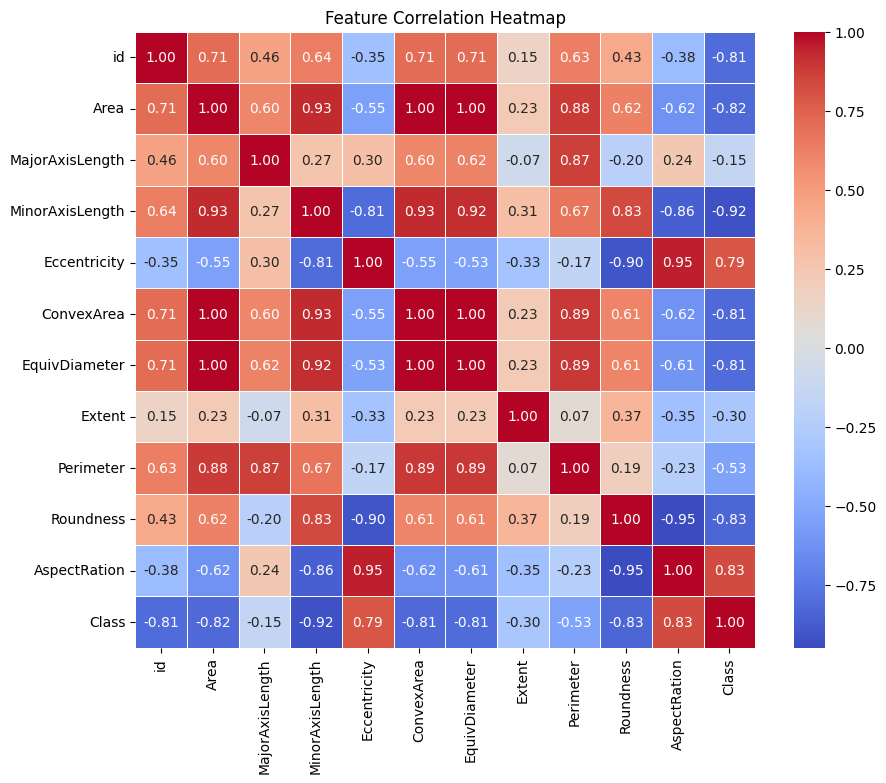 Feature Correlation Heatmap
id 1.00 0.71 0.46 0.64 -0.35 0.71 0.71 0.15 0.63 0.43 -0.38 -0.81
Area 0.71 1.00 0.60 0.93 -0.55 1.00 1.00 0.23 0.88 0.62 -0.62 -0.82
MajorAxisLength 0.46 0.60 1.00 0.27 0.30 0.60 0.62 -0.07 0.87 -0.20 0.24 -0.15
MinorAxisLength 0.64 0.93 0.27 1.00 -0.81 0.93 0.92 0.31 0.67 0.83 -0.86 -0.92
Eccentricity -0.35 -0.55 0.30 -0.81 1.00 -0.55 -0.53 -0.33 -0.17 -0.90 0.95 0.79
ConvexArea 0.71 1.00 0.60 0.93 -0.55 1.00 1.00 0.23 0.89 0.61 -0.62 -0.81
EquivDiameter 0.71 1.00 0.62 0.92 -0.53 1.00 1.00 0.23 0.89 0.61 -0.61 -0.81
Extent 0.15 0.23 -0.07 0.31 -0.33 0.23 0.23 1.00 0.07 0.37 -0.35 -0.30
Perimeter 0.63 0.88 0.87 0.67 -0.17 0.89 0.89 0.07 1.00 0.19 -0.23 -0.53
Roundness 0.43 0.62 -0.20 0.83 -0.90 0.61 0.61 0.37 0.19 1.00 -0.95 -0.83
AspectRation -0.38 -0.62 0.24 -0.86 0.95 -0.62 -0.61 -0.35 -0.23 -0.95 1.00 0.83
Class -0.81 -0.82 -0.15 -0.92 0.79 -0.81 -0.81 -0.30 -0.53 -0.83 0.83 1.00
id
Area
MajorAxisLength
MinorAxisLength
Eccentricity
ConvexArea
EquivDiameter
Extent
Perimeter
Roundness
AspectRation
Class
1.00
0.75
0.50
0.25
0.00
−0.25
−0.50
−0.75